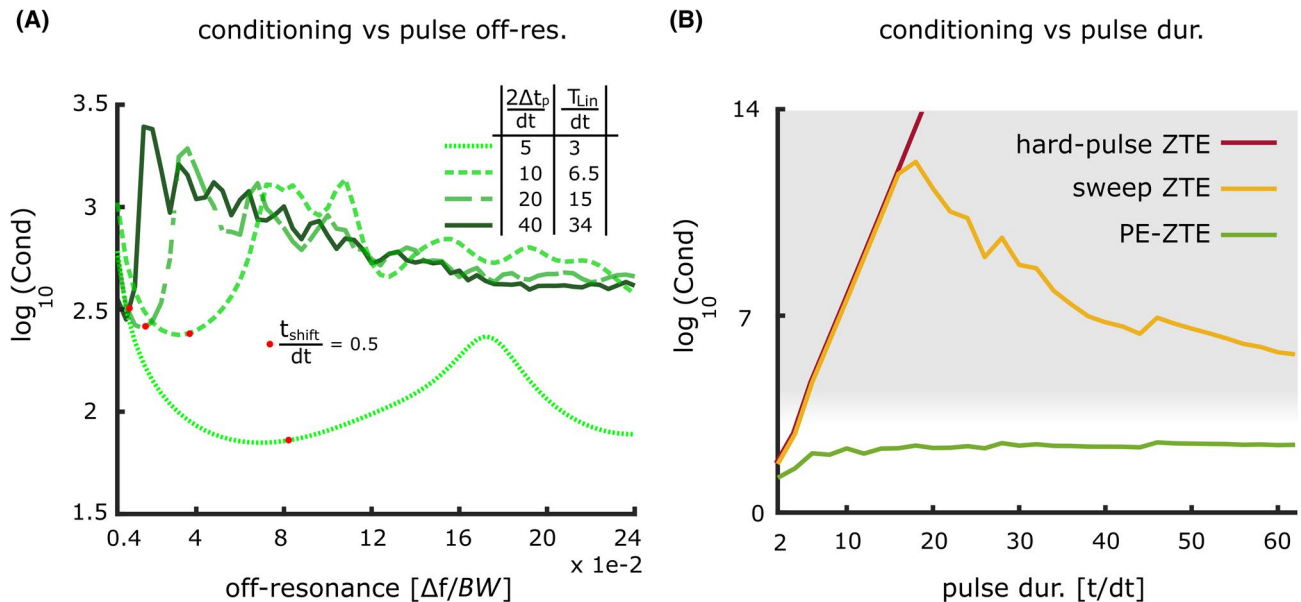 (A)
conditioning vs pulse off-res.
3.5
3
2.5
2
1.5
log10 (Cond)
2Δtp/dt TLin/dt
5 3
10 6.5
20 15
40 34
tshift/dt = 0.5
0.4 4 8 12 16 20 24
x 1e-2
off-resonance [Δf/BW]
(B)
conditioning vs pulse dur.
14
7
0
log10 (Cond)
hard-pulse ZTE
sweep ZTE
PE-ZTE
2 10 20 30 40 50 60
pulse dur. [t/dt]